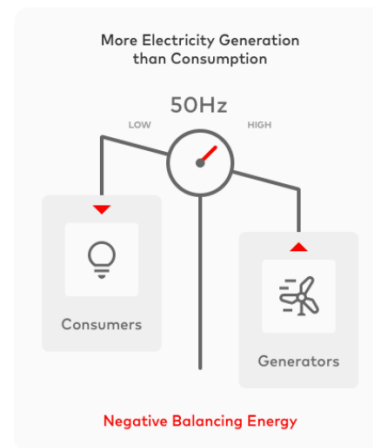 More Electricity Generation
than Consumption
50Hz
LOW
HIGH
Consumers
Generators
Negative Balancing Energy